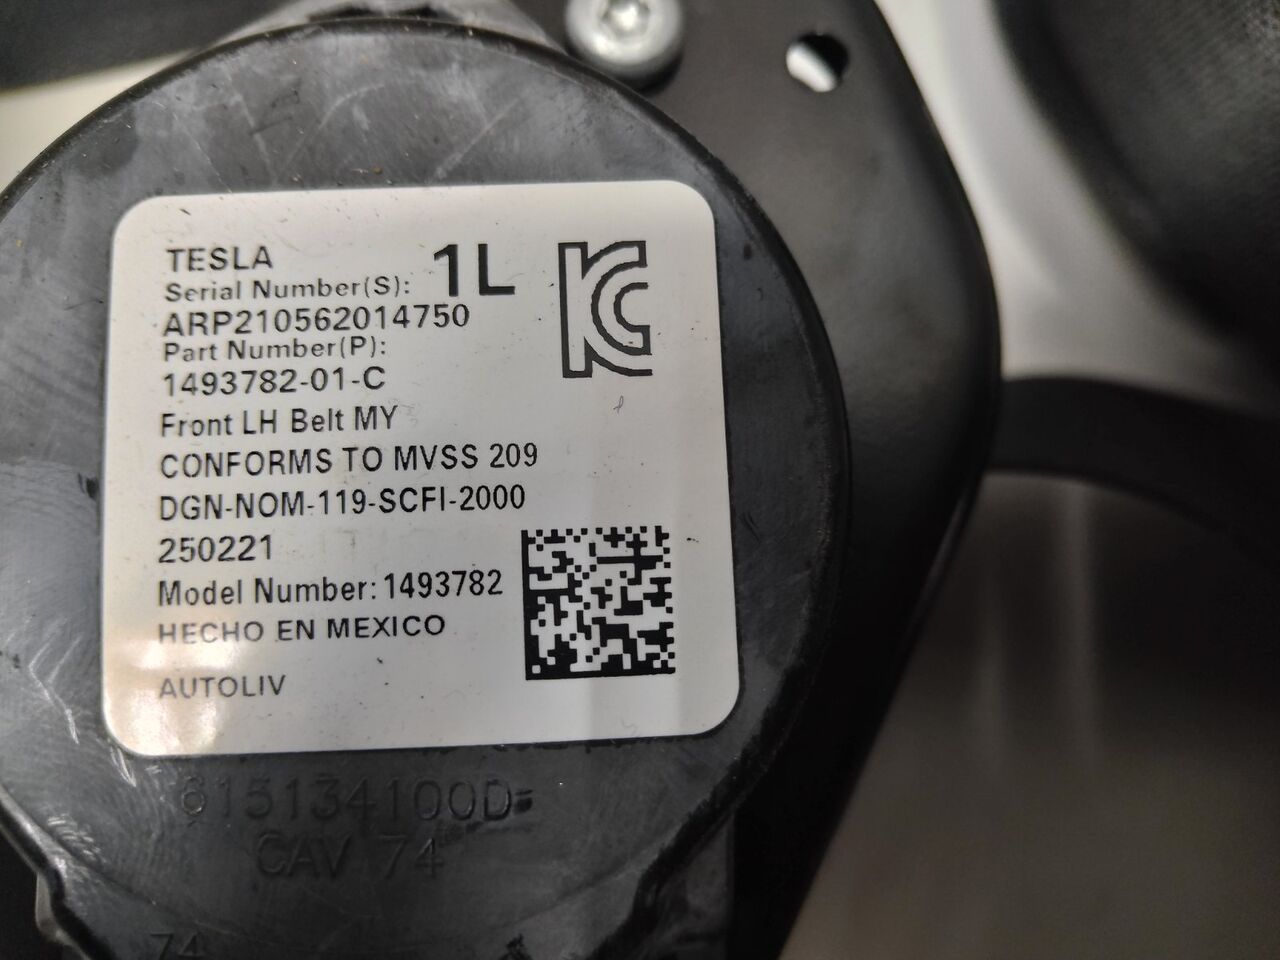 TESLA
1L
Serial Number(S):
ARP210562014750
Part Number(P):
1493782-01-C
Front LH Belt MY
CONFORMS TO MVSS 209
DGN-NOM-119-SCFI-2000
250221
Model Number: 1493782
HECHO EN MEXICO
AUTOLIV
615134100D
CAV 74
74